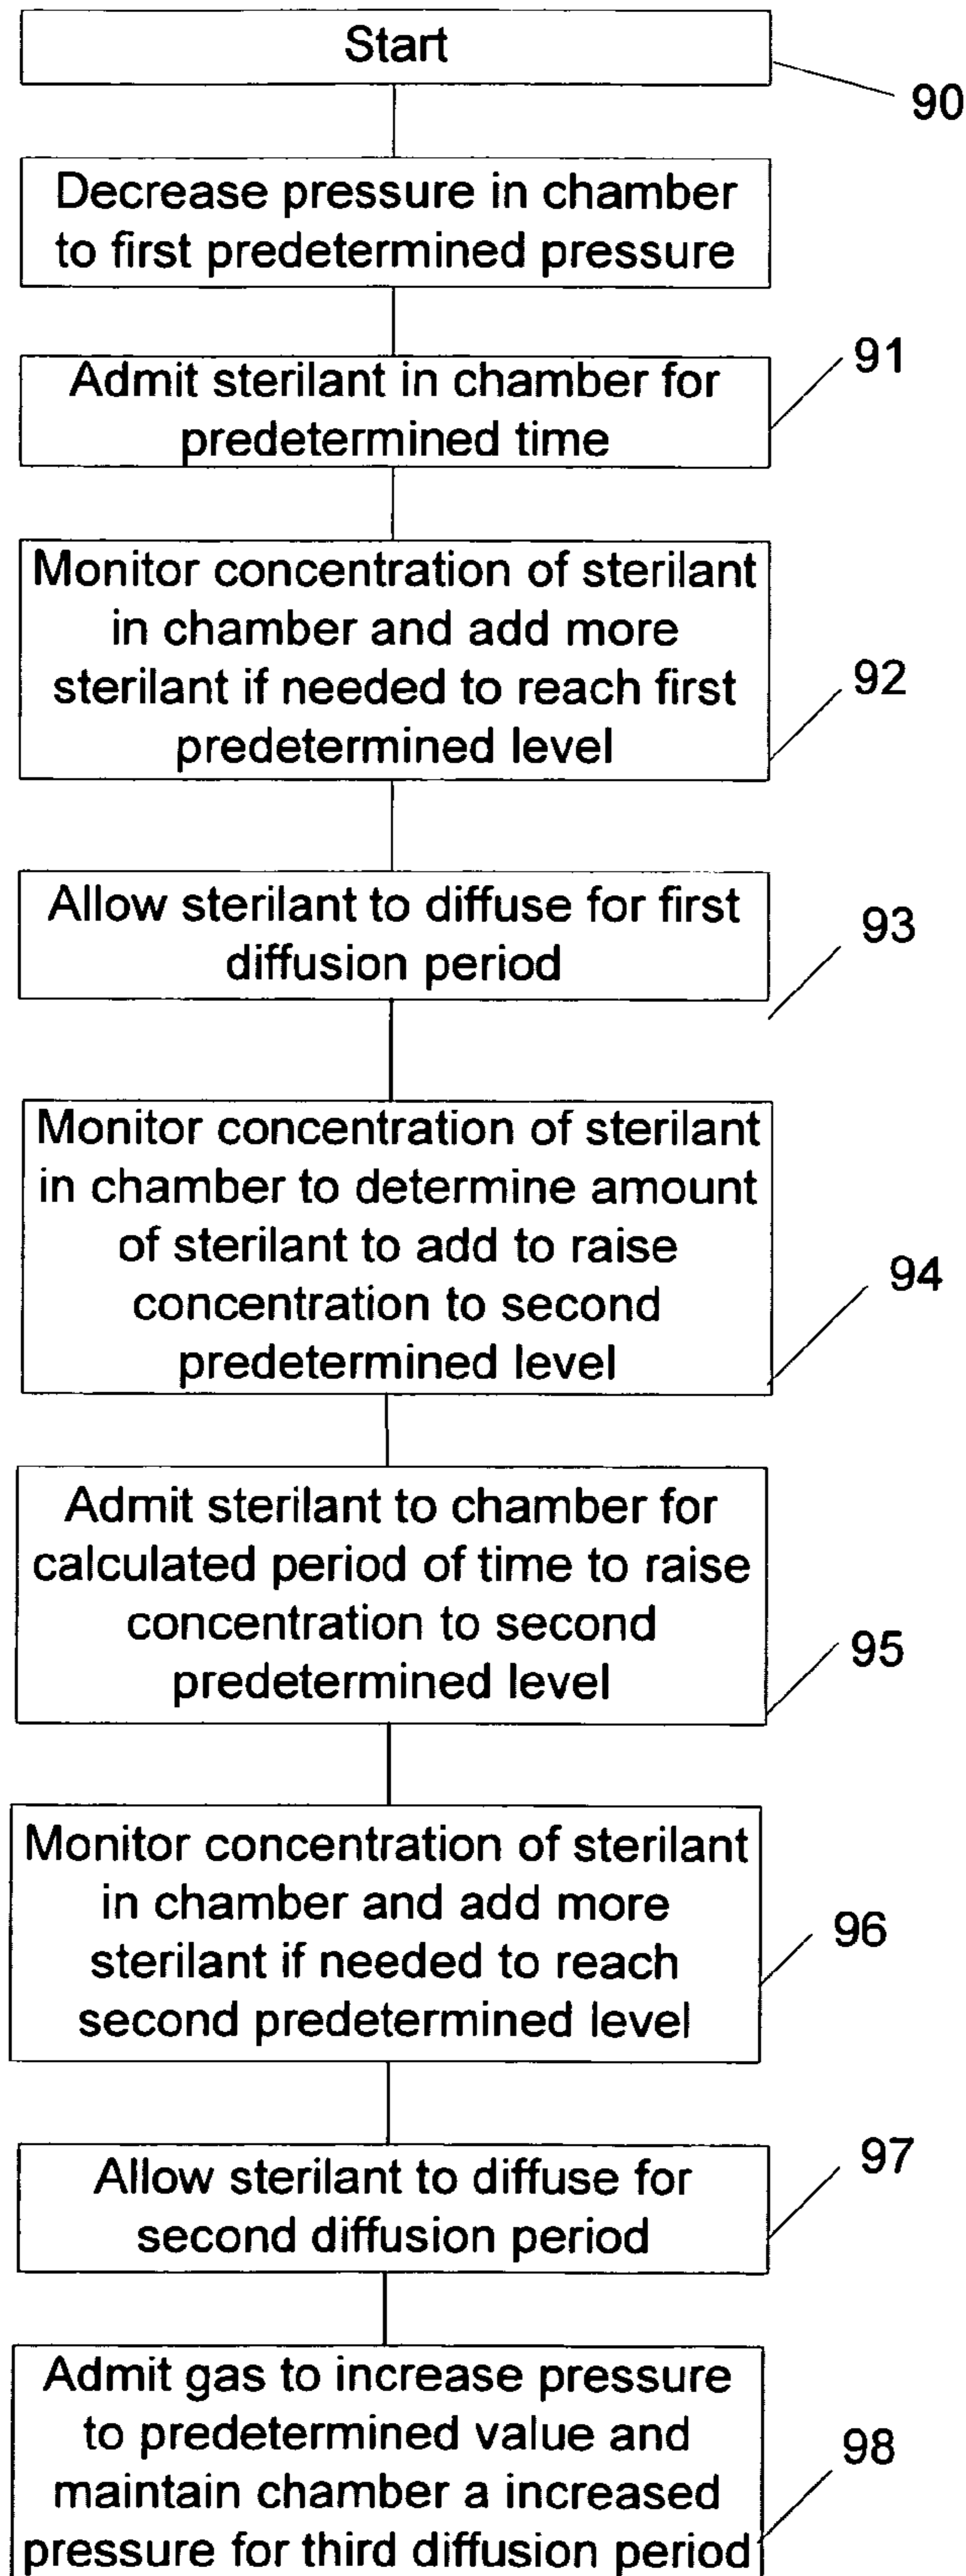 Start
90
Decrease pressure in chamber
to first predetermined pressure
91
Admit sterilant in chamber for
predetermined time
Monitor concentration of sterilant
in chamber and add more
sterilant if needed to reach first
predetermined level
92
Allow sterilant to diffuse for first
diffusion period
93
Monitor concentration of sterilant
in chamber to determine amount
of sterilant to add to raise
concentration to second
predetermined level
94
Admit sterilant to chamber for
calculated period of time to raise
concentration to second
predetermined level
95
Monitor concentration of sterilant
in chamber and add more
sterilant if needed to reach
second predetermined level
96
Allow sterilant to diffuse for
second diffusion period
97
Admit gas to increase pressure
to predetermined value and
maintain chamber a increased
pressure for third diffusion period
98